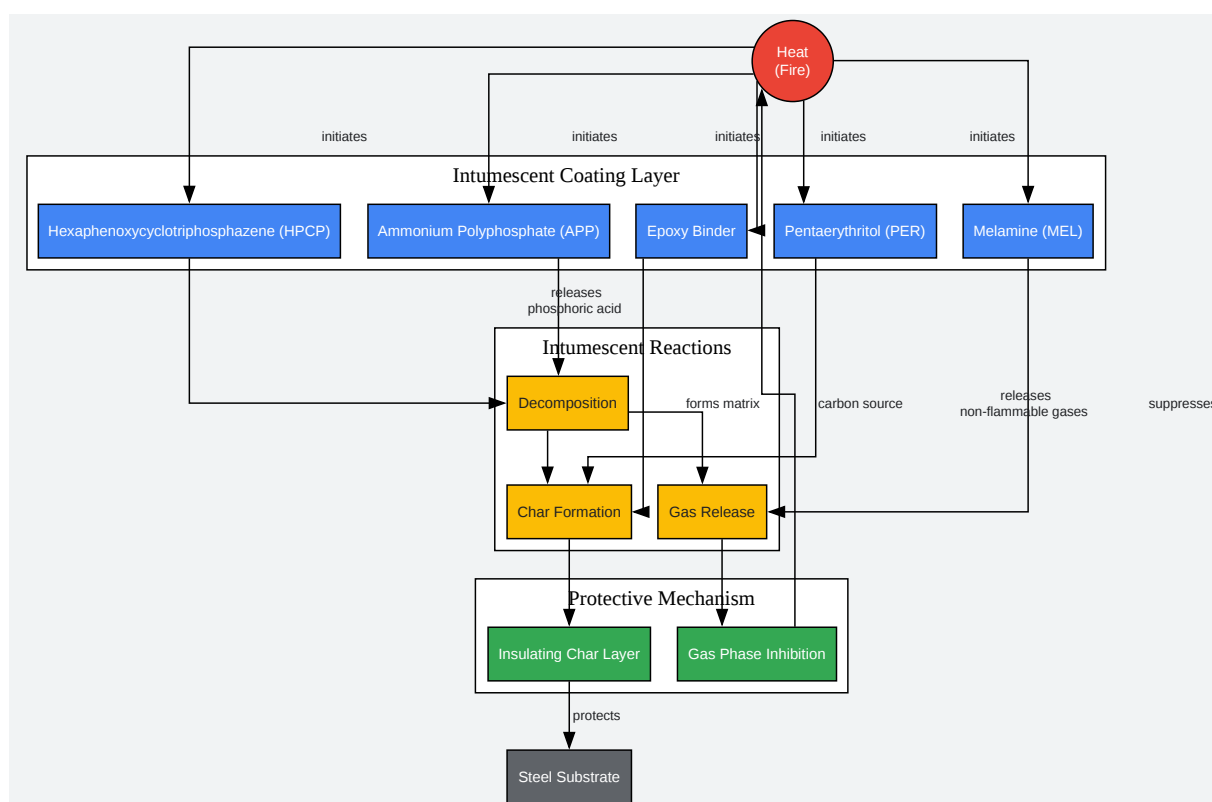 Heat
(Fire)
initiates
initiates
initiates
initiates
initiates
Intumescent Coating Layer
Hexaphenoxycyclotriphosphazene (HPCP)
Ammonium Polyphosphate (APP)
Epoxy Binder
Pentaerythritol (PER)
Melamine (MEL)
releases
phosphoric acid
Intumescent Reactions
Decomposition
forms matrix
carbon source
releases
non-flammable gases
suppresses
Char Formation
Gas Release
Protective Mechanism
Insulating Char Layer
Gas Phase Inhibition
protects
Steel Substrate